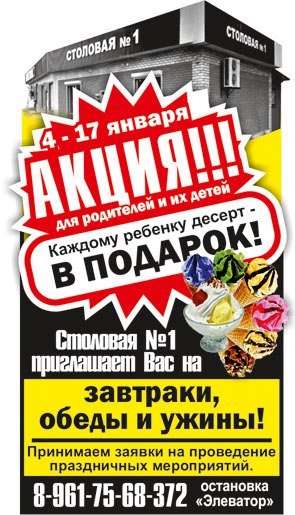 СТОЛОВАЯ №1
СТОЛОВАЯ №1
4 - 17 января
АКЦИЯ!!!
для родителей и их детей
Каждому ребенку десерт -
В ПОДАРОК!
Столовая №1
приглашает Вас на
завтраки,
обеды и ужины!
Принимаем заявки на проведение
праздничных мероприятий.
8-961-75-68-372
остановка
«Элеватор»